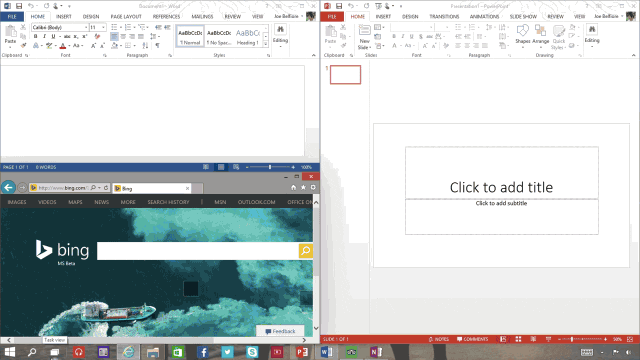 Document1 - Word
Joe Belfiore
FILE HOME INSERT DESIGN PAGE LAYOUT REFERENCES MAILINGS REVIEW VIEW
Calibri (Body) 11
Paste
B I U
AaBbCcDc AaBbCcDc AaBbCc
¶ Normal ¶ No Spac... Heading 1
Editing
Clipboard Font Paragraph Styles
PAGE 1 OF 1 0 WORDS 100%
http://www.bing.com/ Bing
IMAGES VIDEOS MAPS NEWS MORE SEARCH HISTORY | MSN OUTLOOK.COM OFFICE ON
bing
MS Beta
Feedback
Task view
Presentation1 - PowerPoint
Joe Belfiore
FILE HOME INSERT DESIGN TRANSITIONS ANIMATIONS SLIDE SHOW REVIEW VIEW
Paste
New Slide
B I U S
Shapes Arrange Quick Styles
Editing
Clipboard Slides Font Paragraph Drawing
1
Click to add title
Click to add subtitle
SLIDE 1 OF 1 NOTES COMMENTS 50%